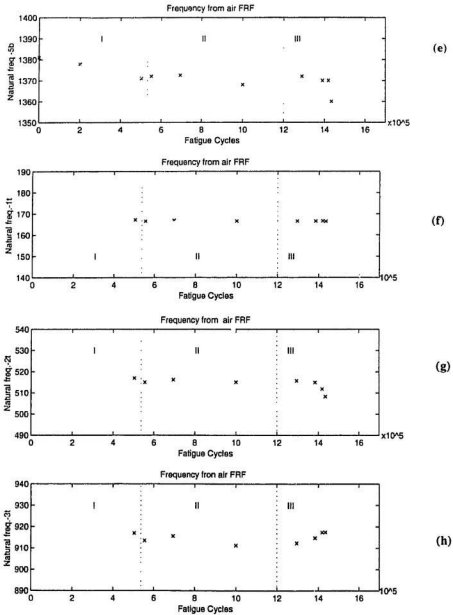 Frequency from air FRF
1400
1390
1380
1370
1360
1350
Natural freq.-5b
I
II
III
(e)
0
2
4
6
8
10
12
14
x10^5
Fatigue Cycles
Frequency from air FRF
190
180
170
160
150
140
Natural freq.-1t
I
II
III
(f)
0
2
4
6
8
10
12
14
10^5
Fatigue Cycles
Frequency from air FRF
540
530
520
510
500
490
Natural freq.-2t
I
II
III
(g)
0
2
4
6
8
10
12
14
x10^5
Fatigue Cycles
Frequency fron air FRF
940
930
920
910
900
890
Natural freq.-3t
I
II
III
(h)
0
2
4
6
8
10
12
14
10^5
Fatigue Cycles